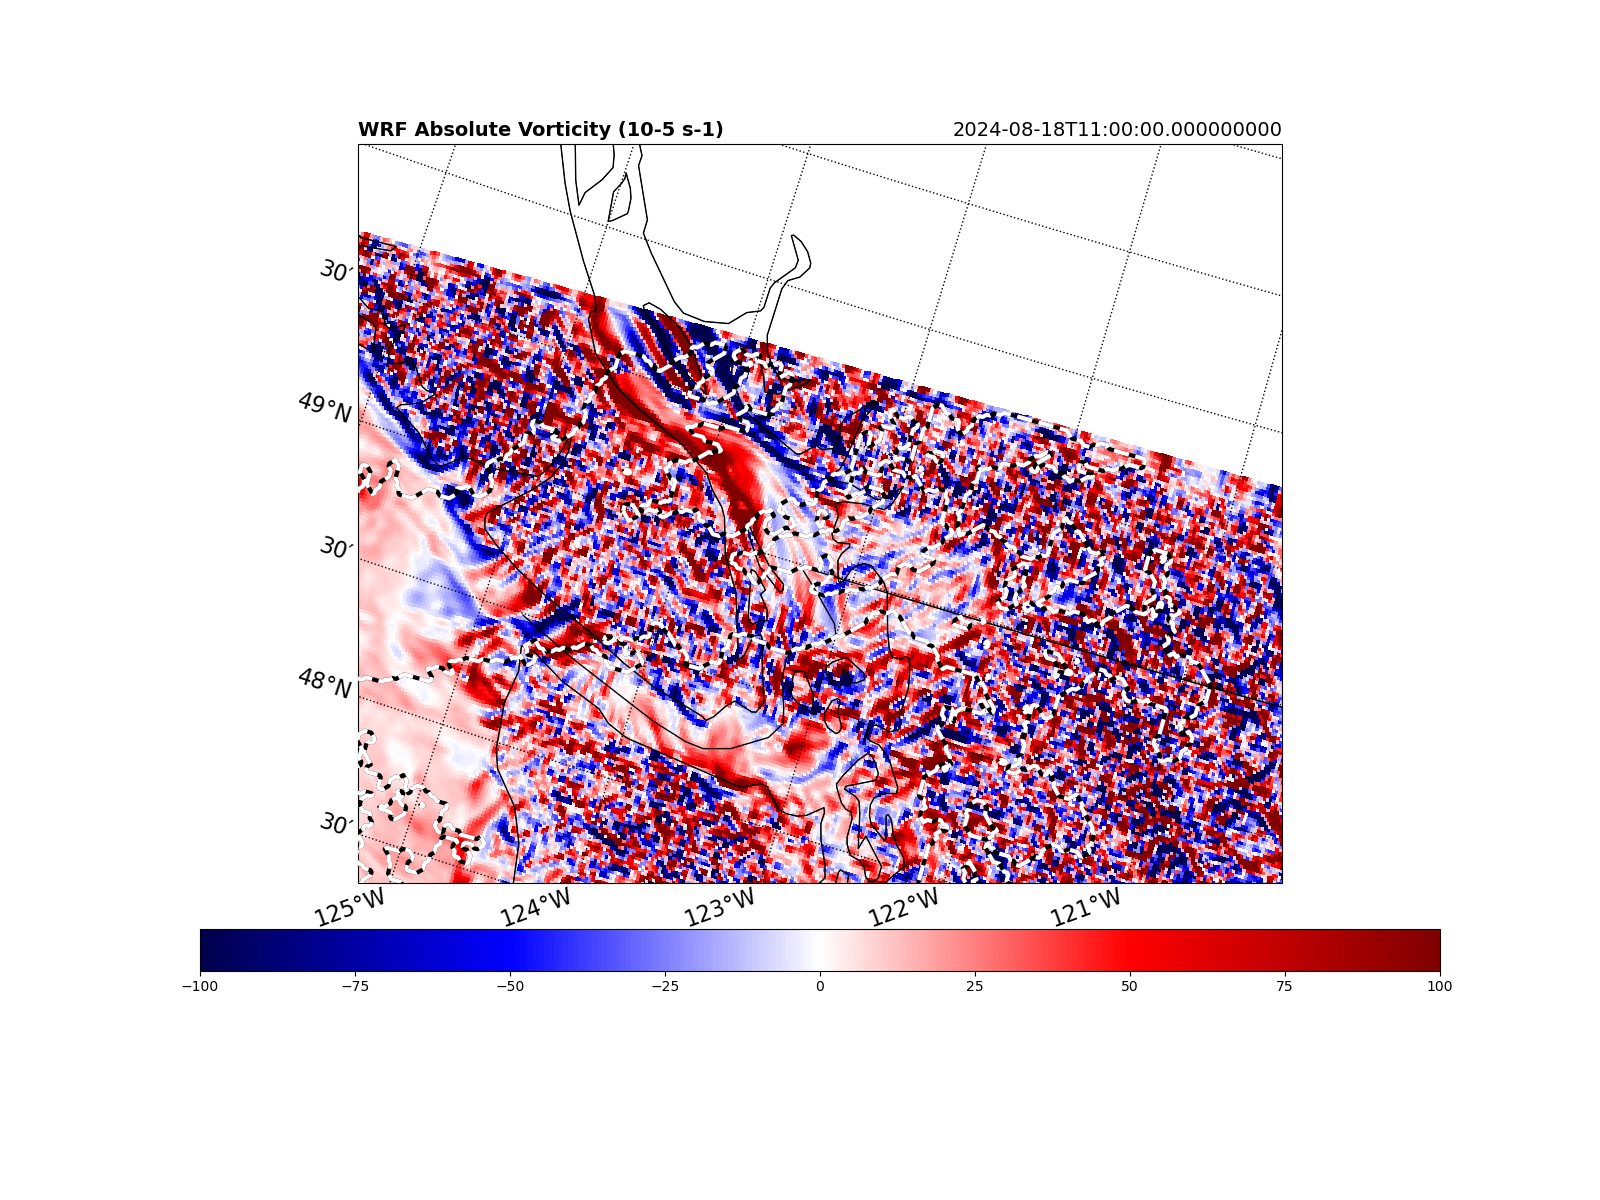 WRF Absolute Vorticity (10-5 s-1) 2024-08-18T11:00:00.000000000
30′
49°N
30′
48°N
30′
125°W 124°W 123°W 122°W 121°W
−100 −75 −50 −25 0 25 50 75 100